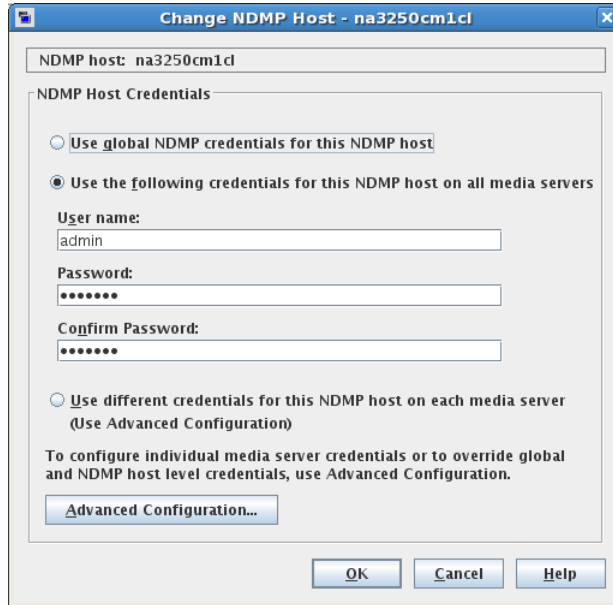 Change NDMP Host - na3250cm1cl
NDMP host: na3250cm1cl
NDMP Host Credentials
Use global NDMP credentials for this NDMP host
Use the following credentials for this NDMP host on all media servers
User name:
admin
Password:
●●●●●●●
Confirm Password:
●●●●●●●
Use different credentials for this NDMP host on each media server
(Use Advanced Configuration)
To configure individual media server credentials or to override global
and NDMP host level credentials, use Advanced Configuration.
Advanced Configuration...
OK Cancel Help